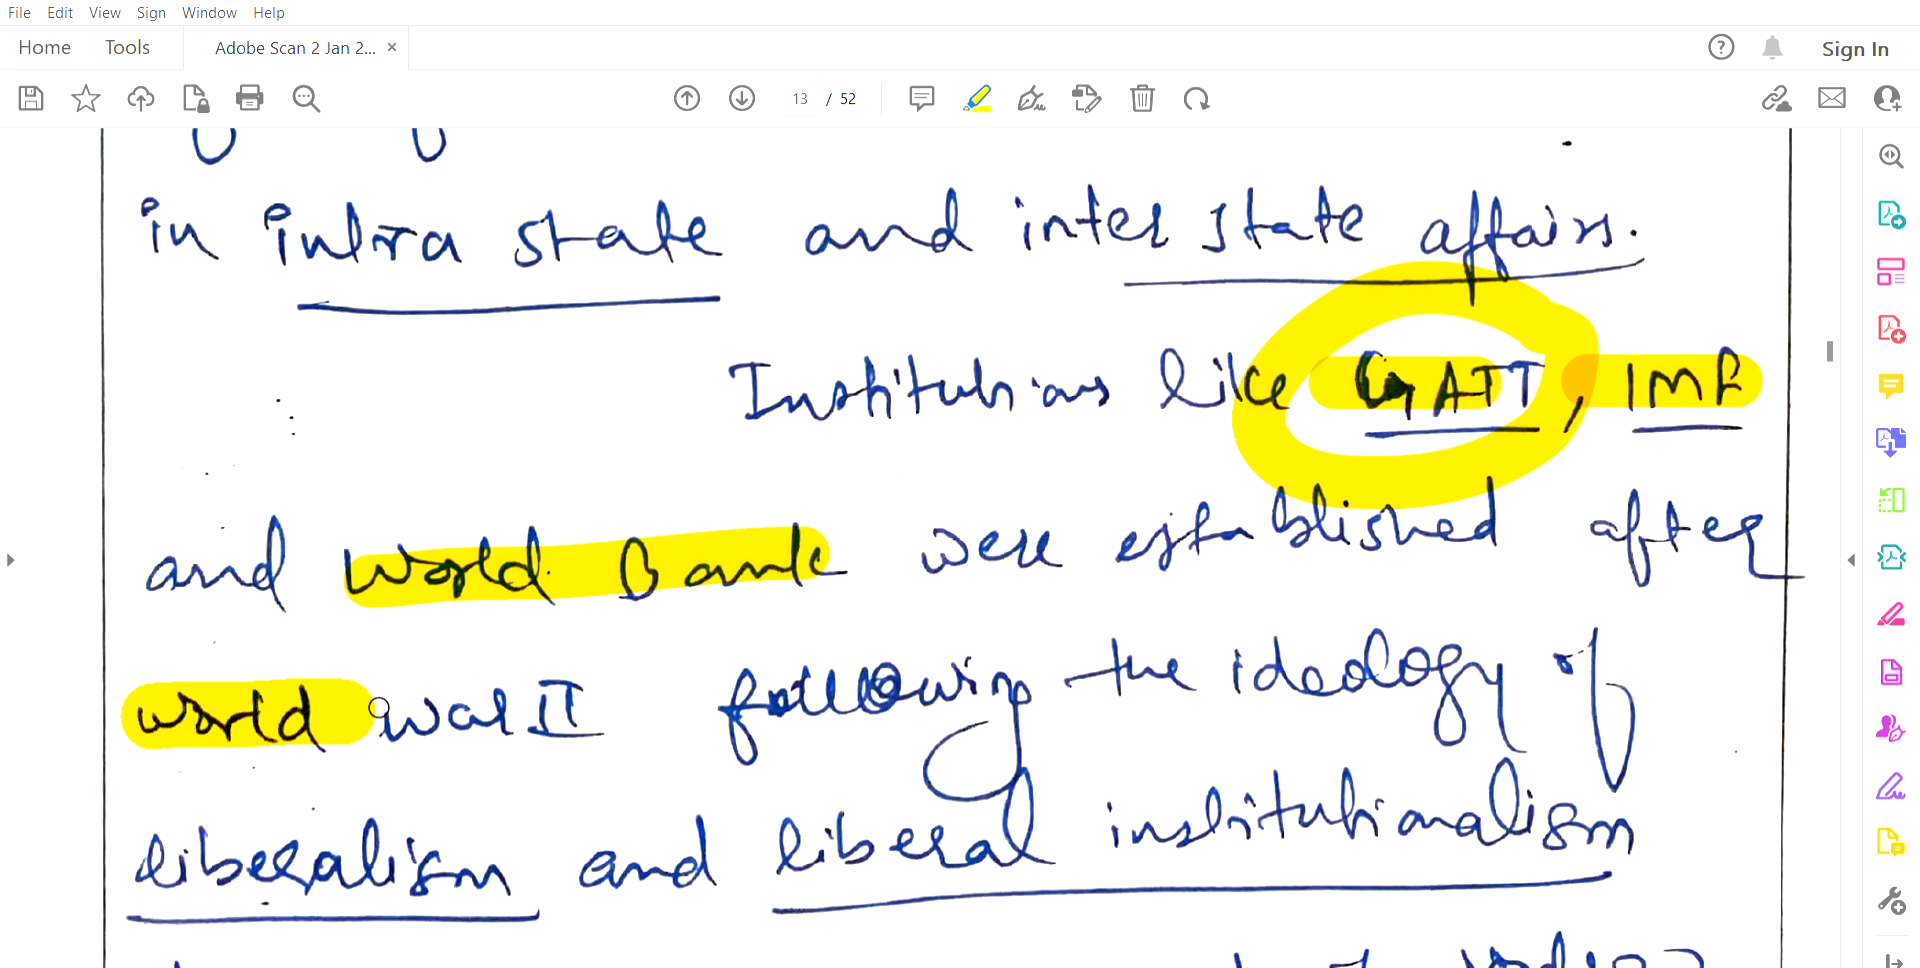 File Edit View Sign Window Help
Home Tools Adobe Scan 2 Jan 2... × Sign In
13 / 52
in intra state and inter state affairs.
Institutions like GATT, IMF
and World Bank were established after
world war II following the ideology of
liberalism and liberal institutionalism